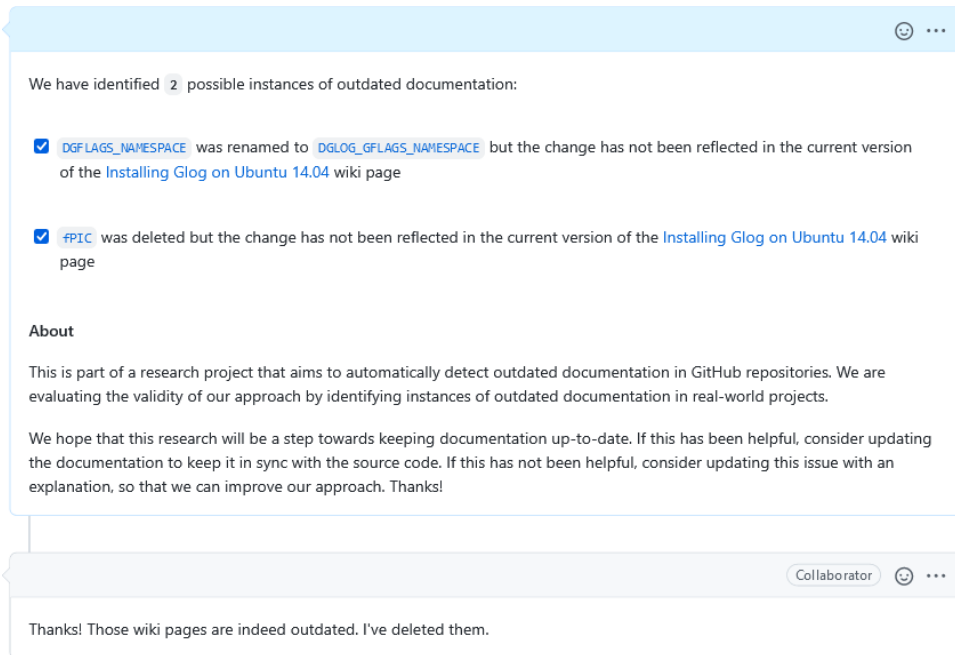 We have identified 2 possible instances of outdated documentation:
DGFLAGS_NAMESPACE was renamed to DGLOG_GFLAGS_NAMESPACE but the change has not been reflected in the current version
of the Installing Glog on Ubuntu 14.04 wiki page
fPIC was deleted but the change has not been reflected in the current version of the Installing Glog on Ubuntu 14.04 wiki
page
About
This is part of a research project that aims to automatically detect outdated documentation in GitHub repositories. We are
evaluating the validity of our approach by identifying instances of outdated documentation in real-world projects.
We hope that this research will be a step towards keeping documentation up-to-date. If this has been helpful, consider updating
the documentation to keep it in sync with the source code. If this has not been helpful, consider updating this issue with an
explanation, so that we can improve our approach. Thanks!
Collaborator
Thanks! Those wiki pages are indeed outdated. I've deleted them.